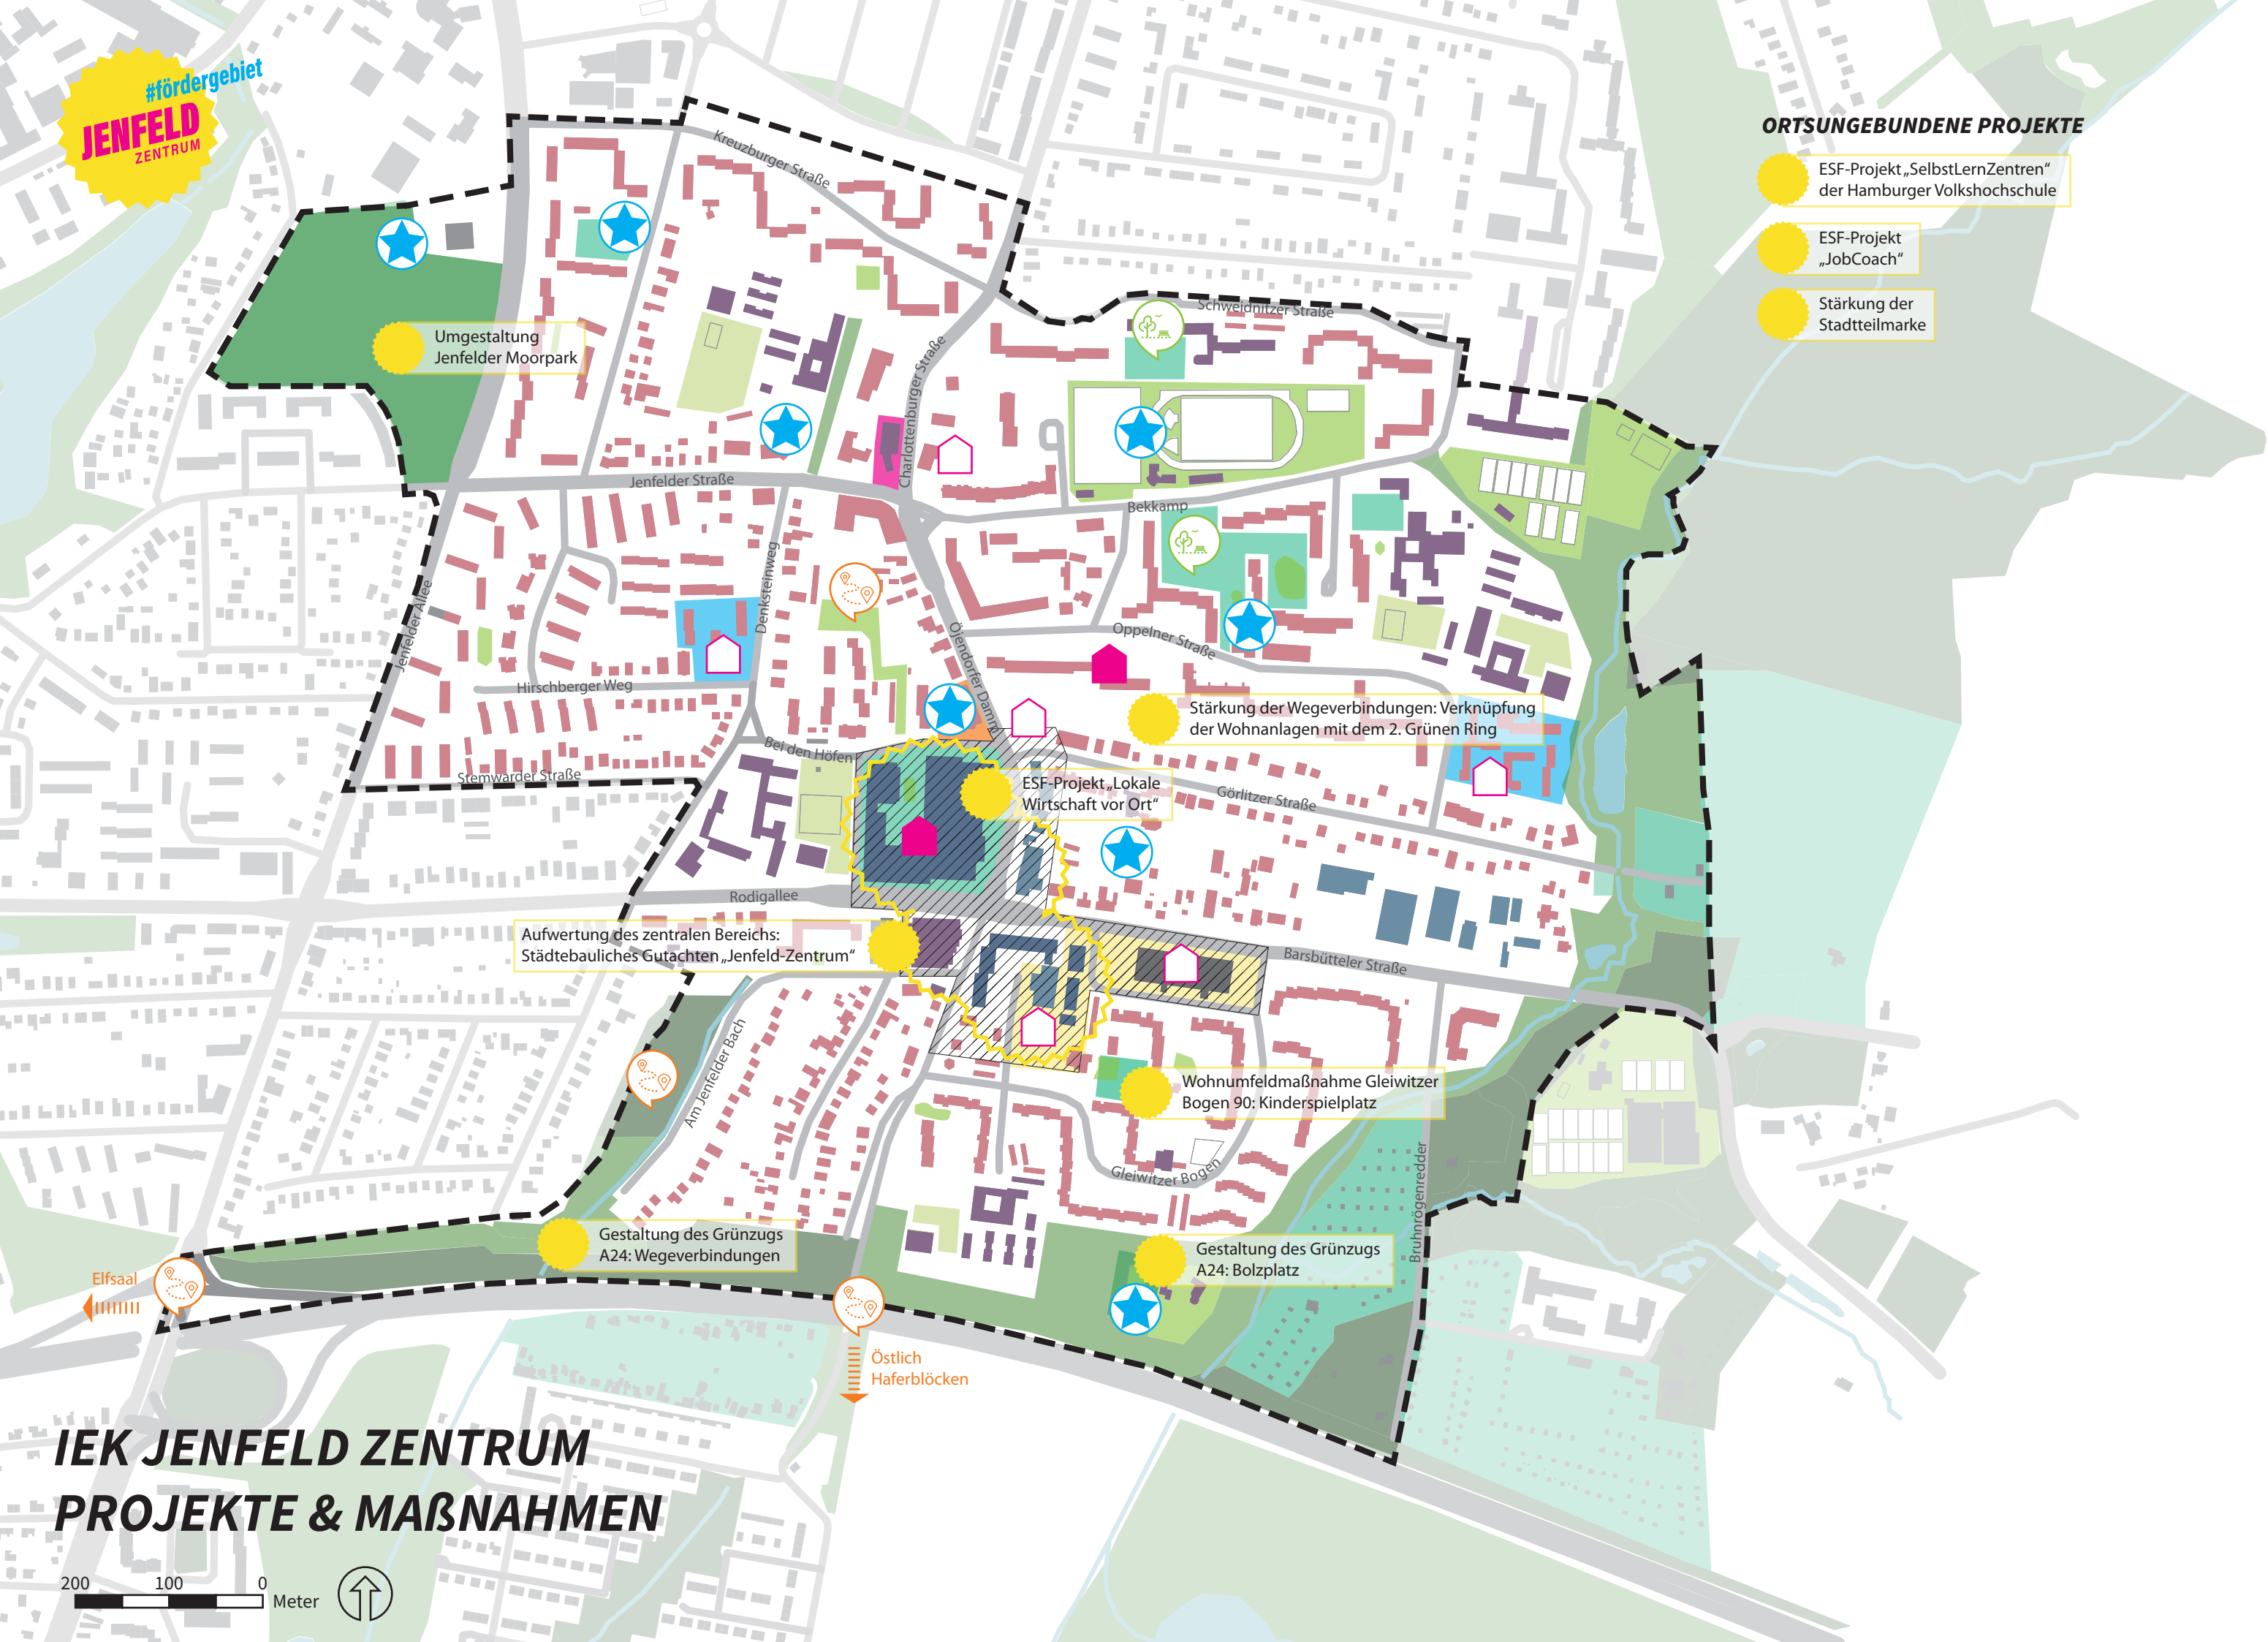 #fördergebiet
JENFELD
ZENTRUM
ORTSUNGEBUNDENE PROJEKTE
ESF-Projekt „SelbstLernZentren“
der Hamburger Volkshochschule
ESF-Projekt
„JobCoach“
Stärkung der
Stadtteilmarke
Kreuzburger Straße
Schweidnitzer Straße
Umgestaltung
Jenfelder Moorpark
Charlottenburger Straße
Jenfelder Straße
Bekkamp
Denksteinweg
Jenfelder Allee
Öjendorfer Damm
Oppelner Straße
Hirschberger Weg
Stärkung der Wegeverbindungen: Verknüpfung
der Wohnanlagen mit dem 2. Grünen Ring
Bei den Höfen
Stemwarder Straße
ESF-Projekt „Lokale
Wirtschaft vor Ort“
Görlitzer Straße
Rodigallee
Aufwertung des zentralen Bereichs:
Städtebauliches Gutachten „Jenfeld-Zentrum“
Barsbütteler Straße
Am Jenfelder Bach
Wohnumfeldmaßnahme Gleiwitzer
Bogen 90: Kinderspielplatz
Gleiwitzer Bogen
Bruhnrögenredder
Gestaltung des Grünzugs
A24: Wegeverbindungen
Gestaltung des Grünzugs
A24: Bolzplatz
Elfsaal
Östlich
Haferblöcken
IEK JENFELD ZENTRUM
PROJEKTE & MAßNAHMEN
200 100 0
Meter